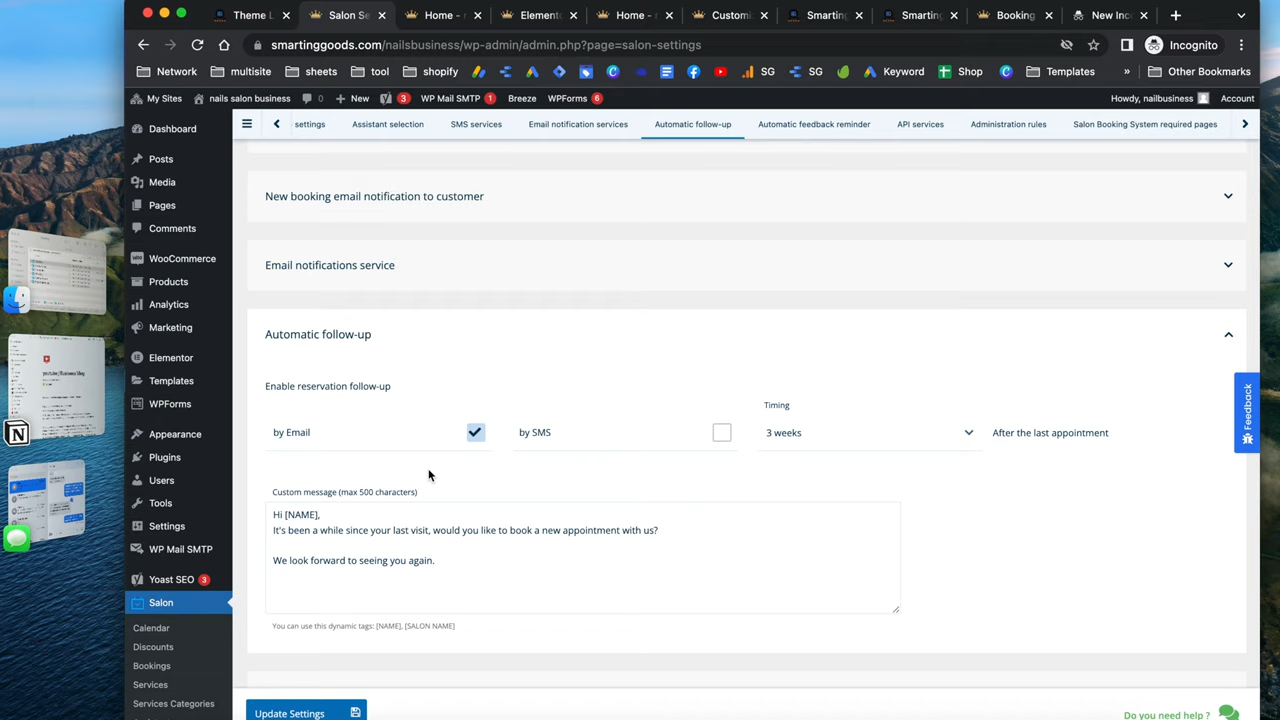 Theme L
Salon Se
Home - r
Elemento
Home - r
Customi
Smarting
Smarting
Booking
New Inco
smartinggoods.com/nailsbusiness/wp-admin/admin.php?page=salon-settings
Incognito
Network
multisite
sheets
tool
shopify
SG
SG
Keyword
Shop
Templates
»
Other Bookmarks
My Sites
nails salon business
0
New
3
WP Mail SMTP 1
Breeze
WPForms 6
Howdy, nailbusiness
Account
settings
Assistant selection
SMS services
Email notification services
Automatic follow-up
Automatic feedback reminder
API services
Administration rules
Salon Booking System required pages
Dashboard
Posts
Media
Pages
Comments
WooCommerce
Products
Analytics
Marketing
Elementor
Templates
WPForms
Appearance
Plugins
Users
Tools
Settings
WP Mail SMTP
Yoast SEO 3
Salon
Calendar
Discounts
Bookings
Services
Services Categories
New booking email notification to customer
Email notifications service
Automatic follow-up
Enable reservation follow-up
Timing
by Email
by SMS
3 weeks
After the last appointment
Custom message (max 500 characters)
Hi [NAME],
It's been a while since your last visit, would you like to book a new appointment with us?
We look forward to seeing you again.
You can use this dynamic tags: [NAME], [SALON NAME]
Feedback
Update Settings
Do you need help ?